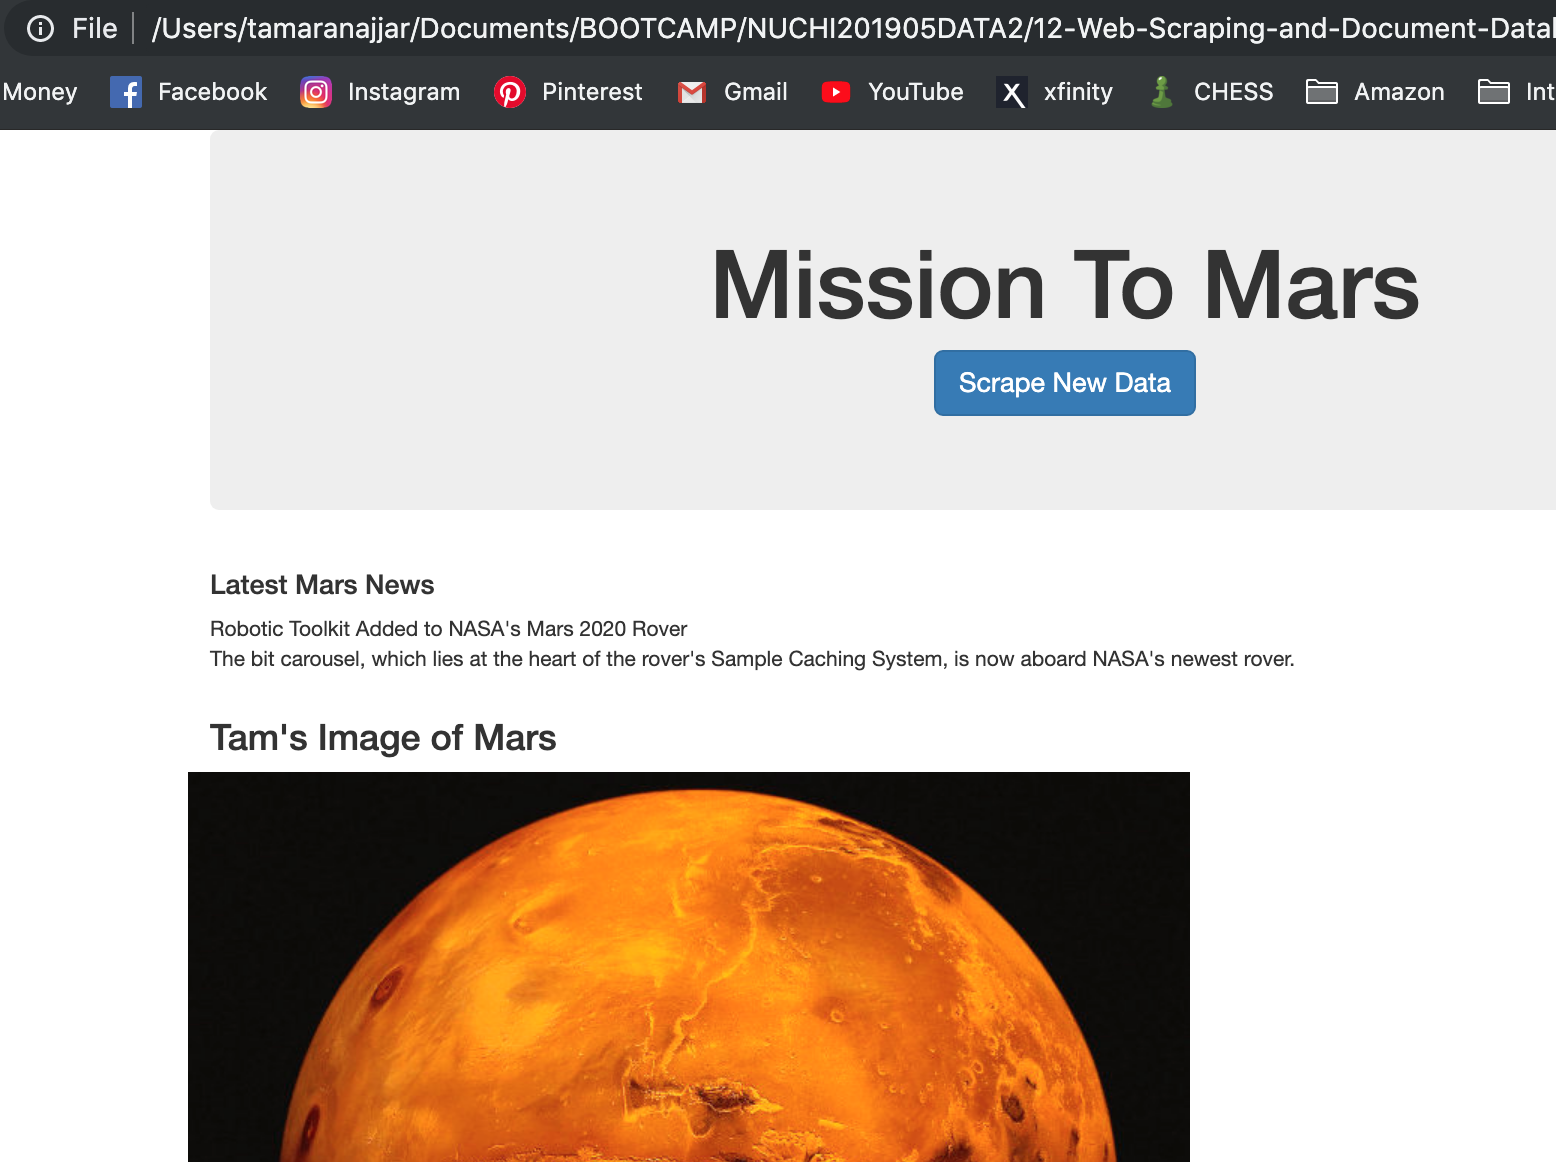 File /Users/tamaranajjar/Documents/BOOTCAMP/NUCHI201905DATA2/12-Web-Scraping-and-Document-Data
Money Facebook Instagram Pinterest Gmail YouTube xfinity CHESS Amazon Int
Mission To Mars
Scrape New Data
Latest Mars News
Robotic Toolkit Added to NASA's Mars 2020 Rover
The bit carousel, which lies at the heart of the rover's Sample Caching System, is now aboard NASA's newest rover.
Tam's Image of Mars